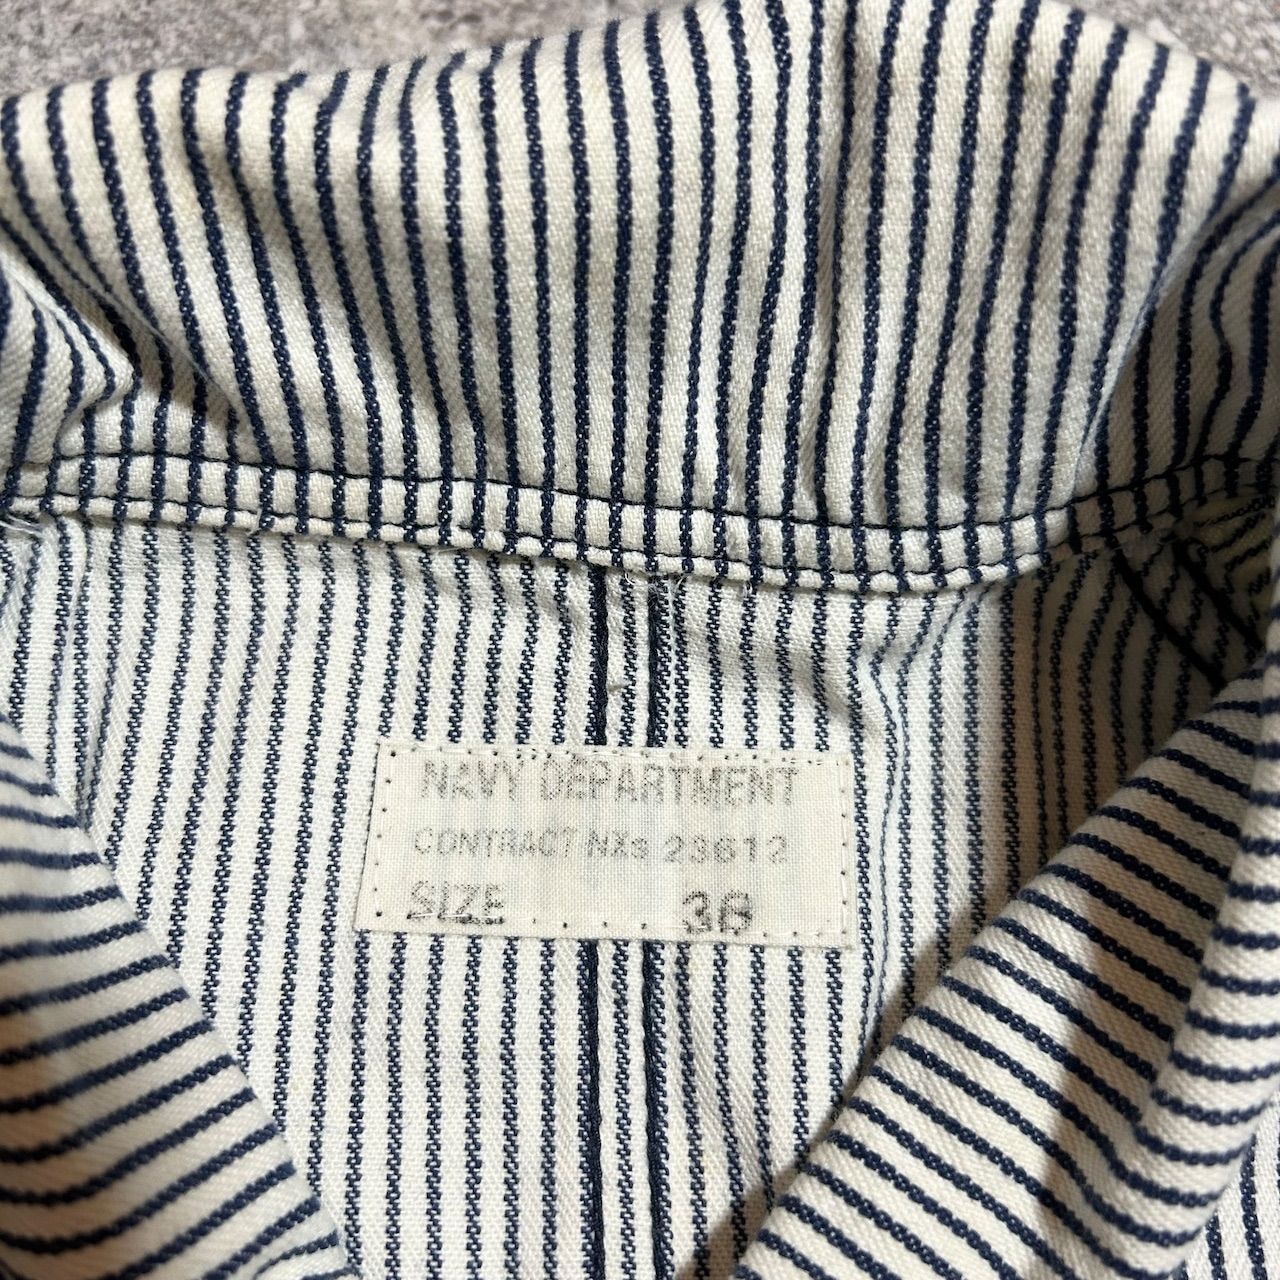 NAVY DEPARTMENT
CONTRACT NXs 23612
SIZE 36